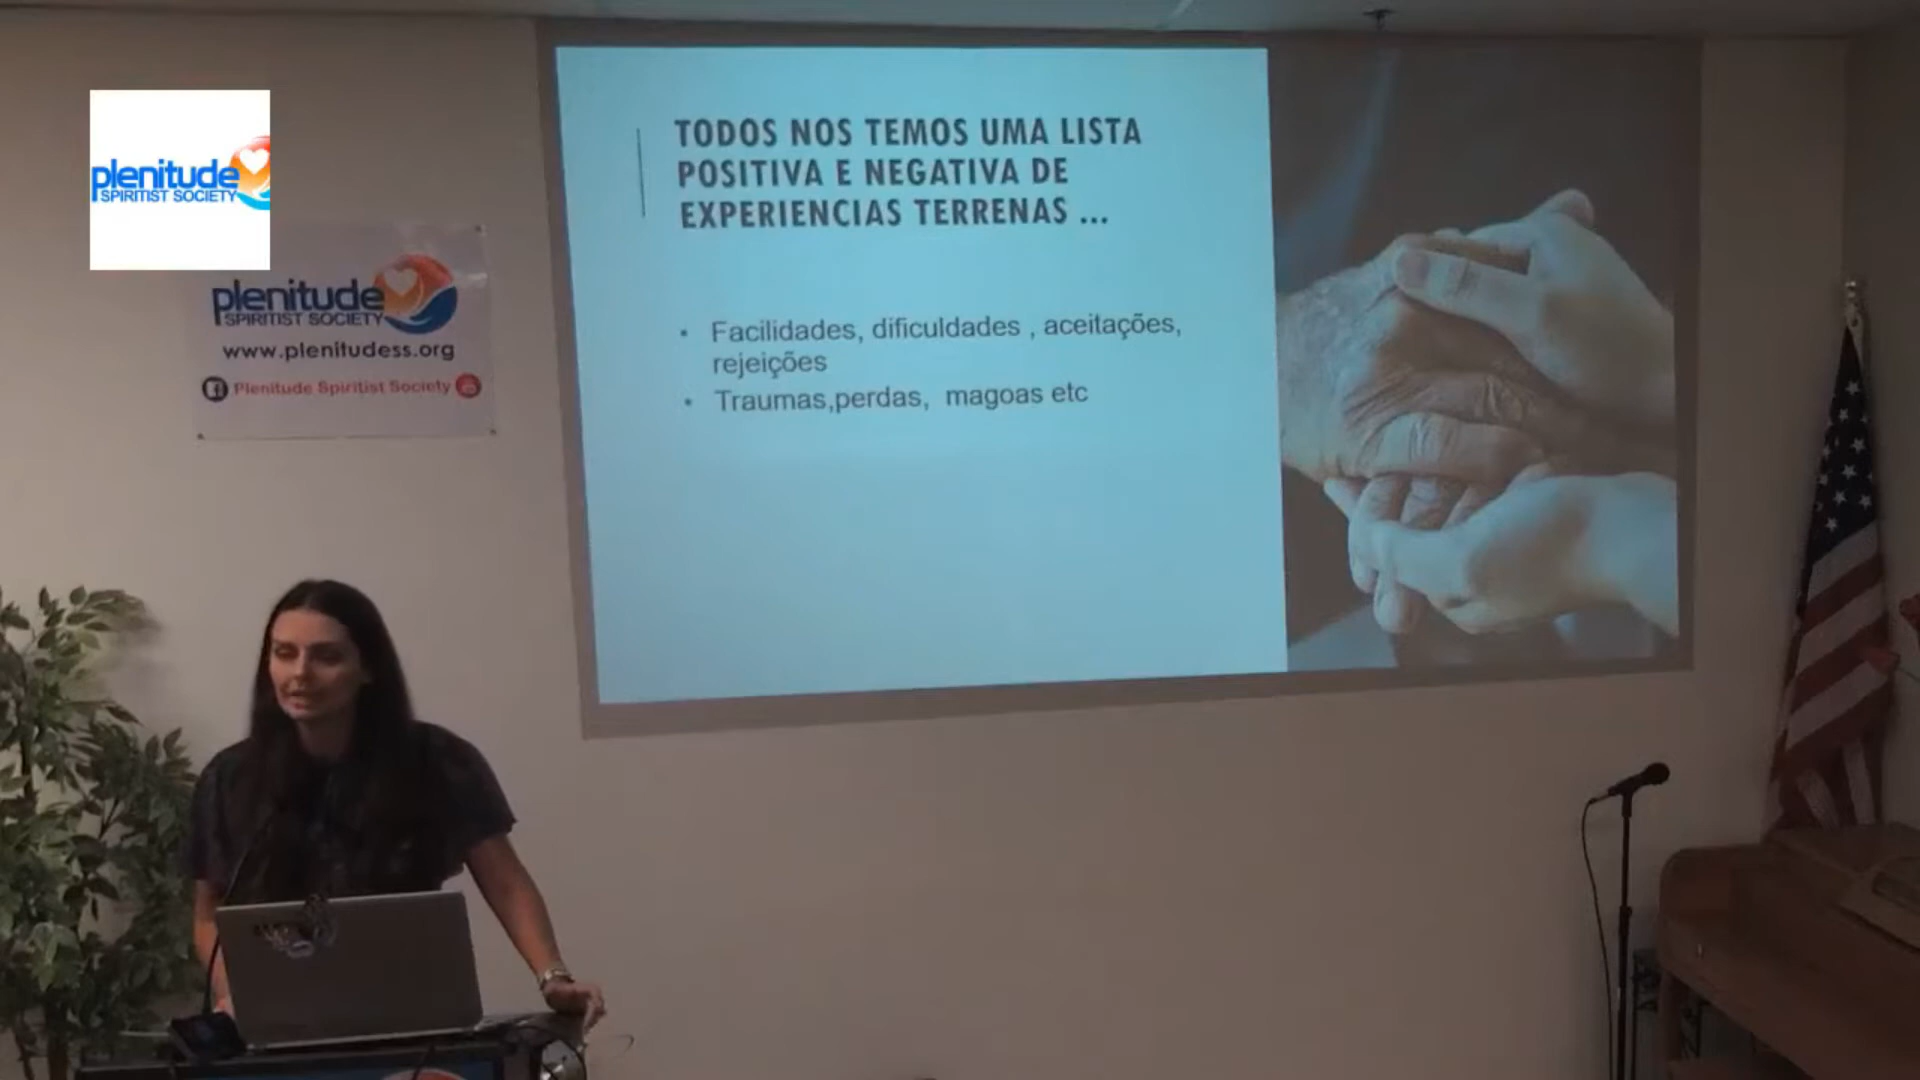 plenitude
SPIRITIST SOCIETY
plenitude
SPIRITIST SOCIETY
www.plenitudess.org
Plenitude Spiritist Society
TODOS NOS TEMOS UMA LISTA
POSITIVA E NEGATIVA DE
EXPERIENCIAS TERRENAS ...
• Facilidades, dificuldades , aceitações,
rejeições
• Traumas,perdas, magoas etc